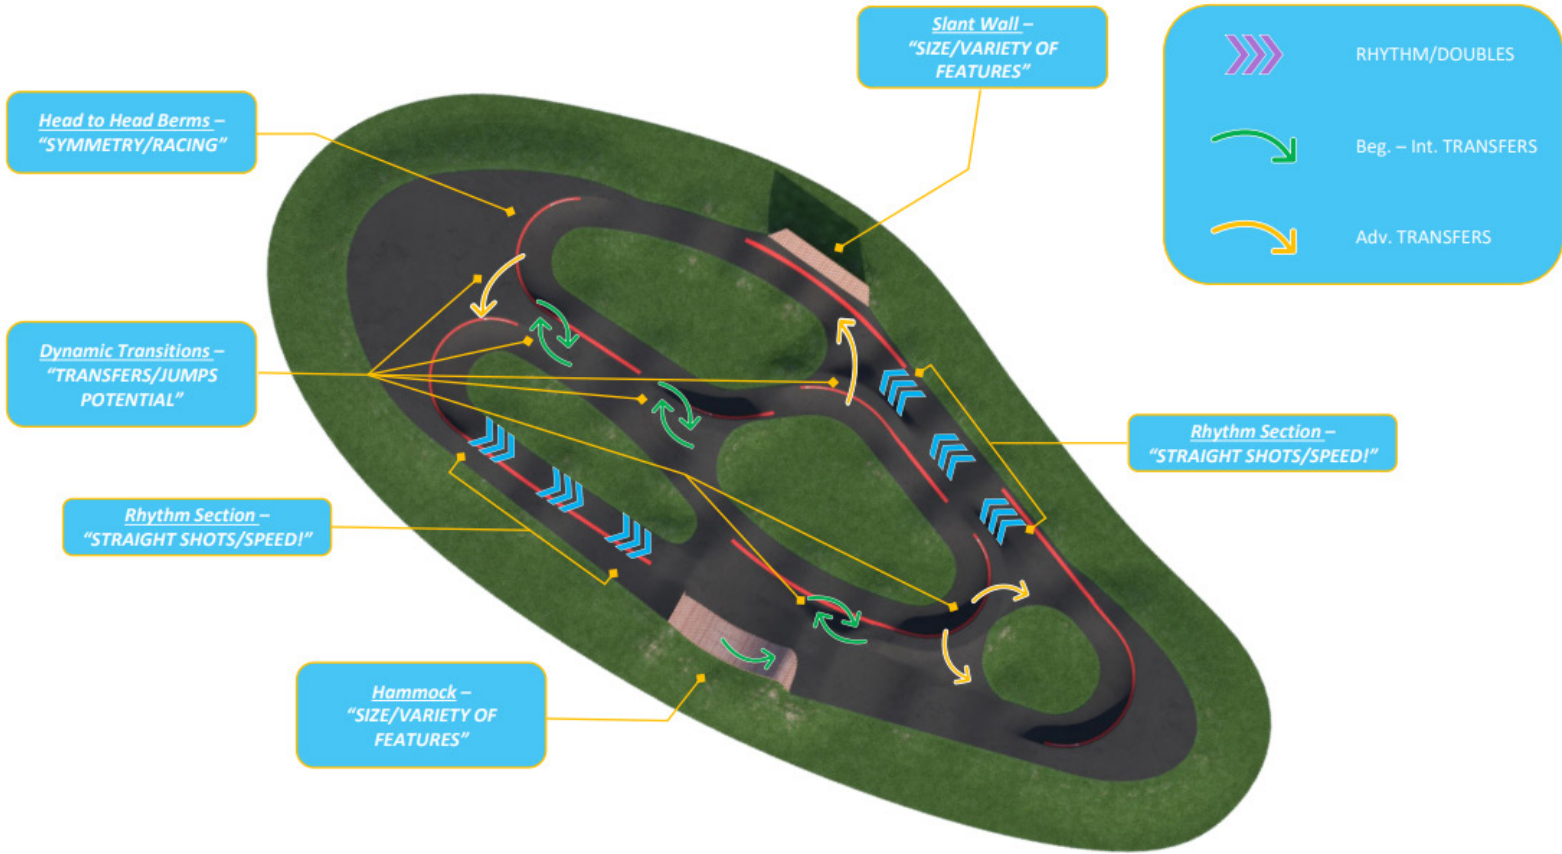 Slant Wall –
“SIZE/VARIETY OF
FEATURES”
RHYTHM/DOUBLES
Beg. – Int. TRANSFERS
Adv. TRANSFERS
Head to Head Berms –
“SYMMETRY/RACING”
Dynamic Transitions –
“TRANSFERS/JUMPS
POTENTIAL”
Rhythm Section –
“STRAIGHT SHOTS/SPEED!”
Rhythm Section –
“STRAIGHT SHOTS/SPEED!”
Hammock –
“SIZE/VARIETY OF
FEATURES”